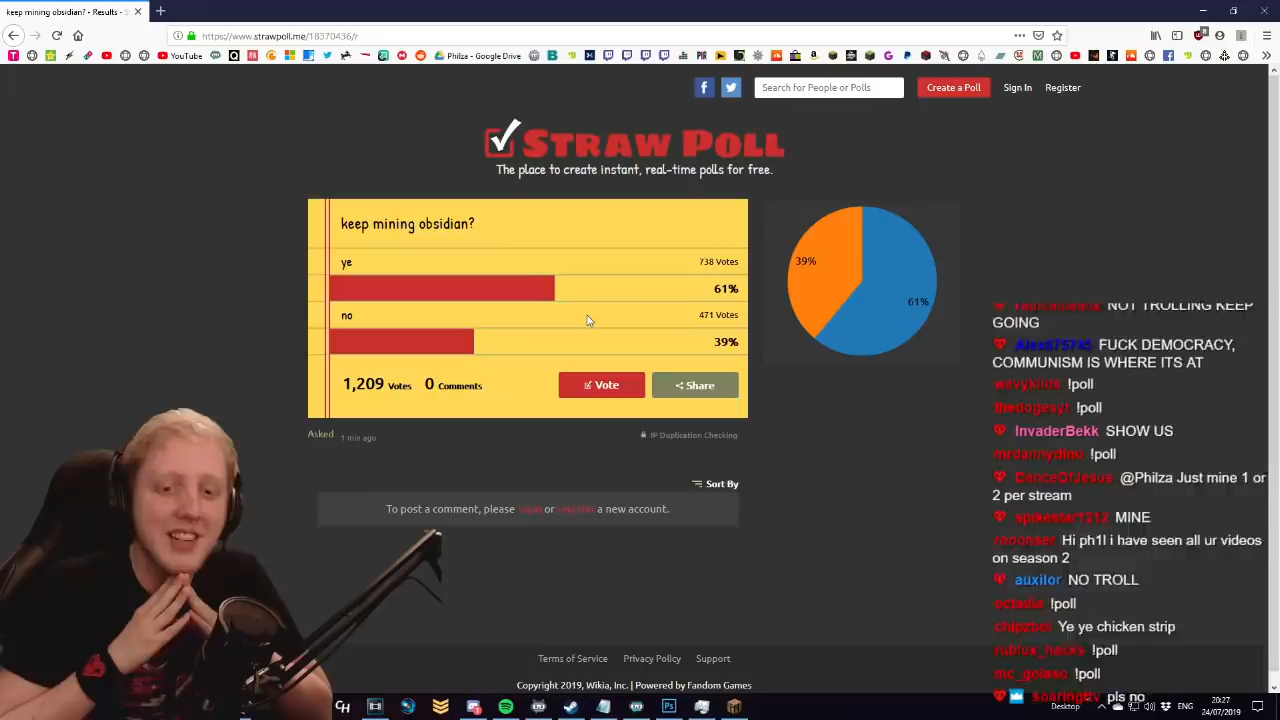 keep mining obsidian? - Results - S
https://www.strawpoll.me/18370436/r
YouTube
Philza - Google Drive
Search for People or Polls
Create a Poll
Sign In
Register
STRAW POLL
The place to create instant, real-time polls for free.
keep mining obsidian?
ye
738 Votes
61%
no
471 Votes
39%
39%
61%
1,209 Votes
0 Comments
Vote
Share
Asked
1 min ago
IP Duplication Checking
Sort By
To post a comment, please login or register a new account.
NOT TROLLING KEEP
GOING
FUCK DEMOCRACY,
COMMUNISM IS WHERE ITS AT
!poll
thedogesyt !poll
InvaderBekk SHOW US
mrdannydino !poll
DanceOfJesus @Philza Just mine 1 or
2 per stream
MINE
Hi ph1l i have seen all ur videos
on season 2
auxilor NO TROLL
octadia !poll
chipzboi Ye ye chicken strip
!poll
!poll
pls no
Terms of Service
Privacy Policy
Support
Copyright 2019, Wikia, Inc. | Powered by Fandom Games
Desktop
ENG
20:27
24/07/2019